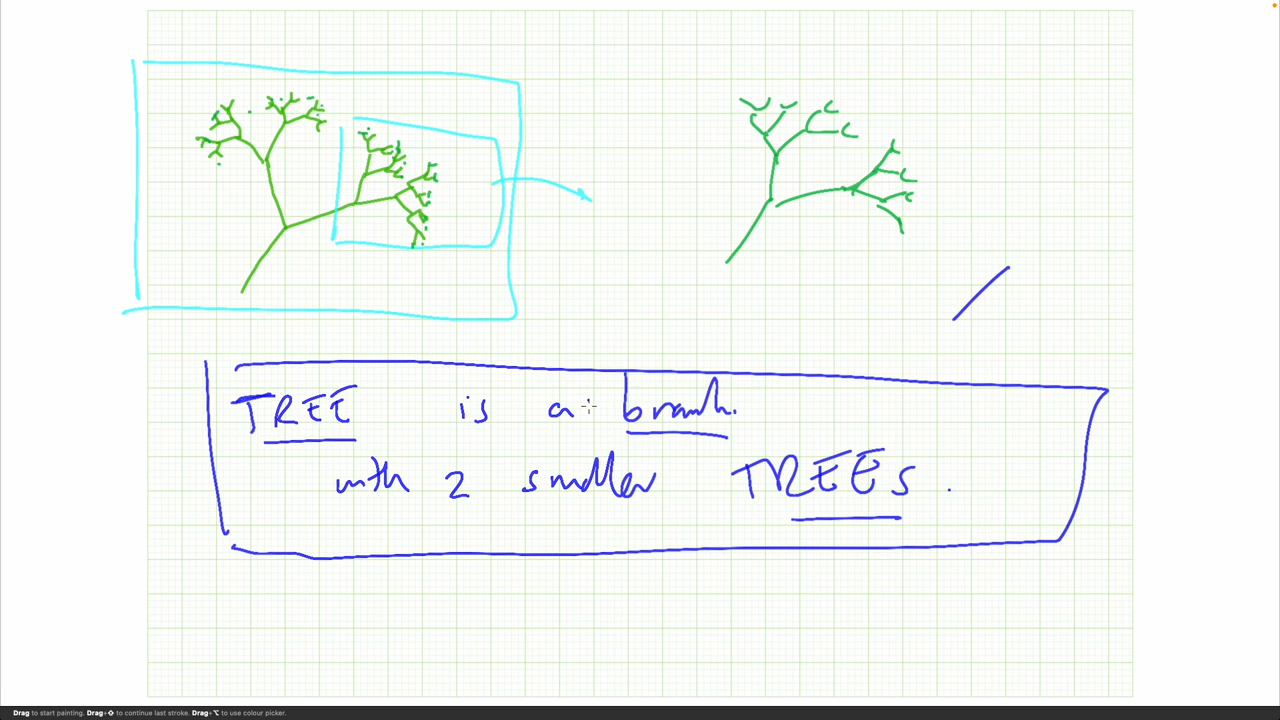 TREE is a branch.
with 2 smaller TREES.
Drag to start painting. Drag+⇧ to continue last stroke. Drag+⌥ to use colour picker.